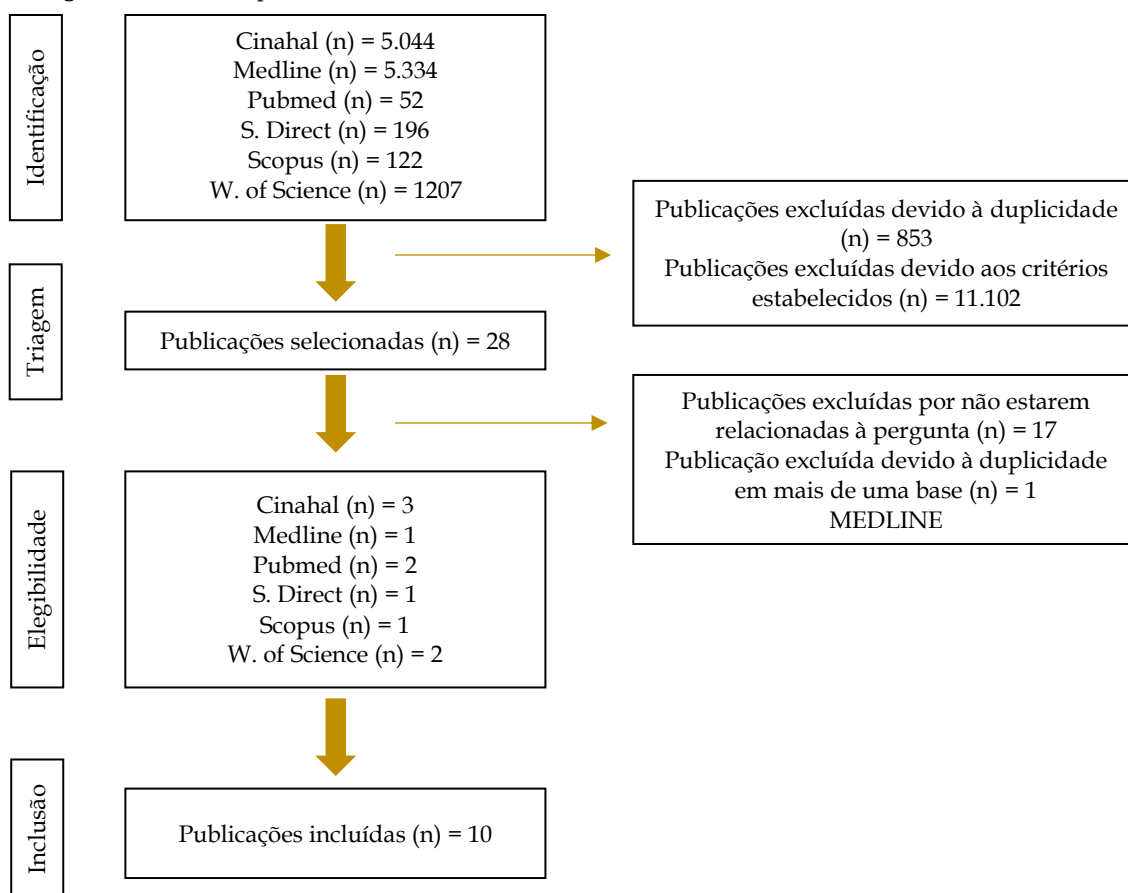 Identificação
Cinahal (n) = 5.044
Medline (n) = 5.334
Pubmed (n) = 52
S. Direct (n) = 196
Scopus (n) = 122
W. of Science (n) = 1207
Publicações excluídas devido à duplicidade
(n) = 853
Publicações excluídas devido aos critérios
estabelecidos (n) = 11.102
Triagem
Publicações selecionadas (n) = 28
Publicações excluídas por não estarem
relacionadas à pergunta (n) = 17
Publicação excluída devido à duplicidade
em mais de uma base (n) = 1
MEDLINE
Elegibilidade
Cinahal (n) = 3
Medline (n) = 1
Pubmed (n) = 2
S. Direct (n) = 1
Scopus (n) = 1
W. of Science (n) = 2
Inclusão
Publicações incluídas (n) = 10